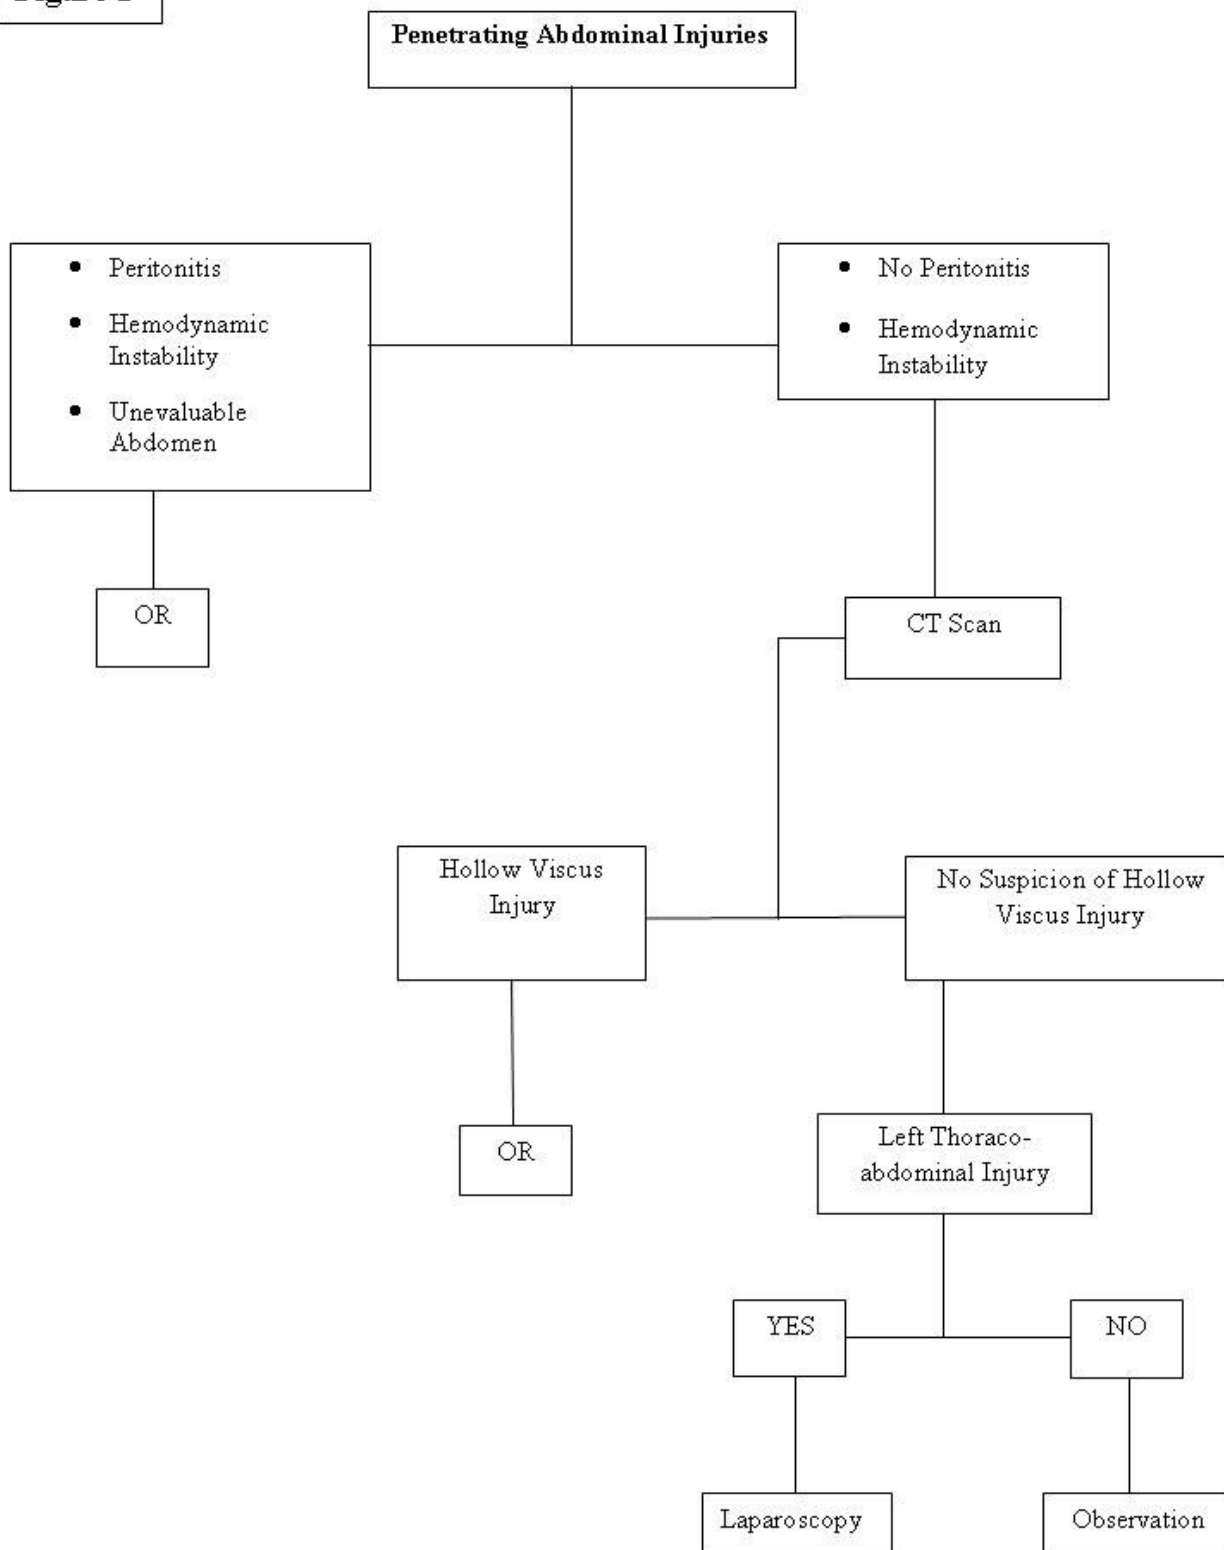 Penetrating Abdominal Injuries
• Peritonitis
• Hemodynamic
Instability
• Unevaluable
Abdomen
• No Peritonitis
• Hemodynamic
Instability
OR
CT Scan
Hollow Viscus
Injury
No Suspicion of Hollow
Viscus Injury
OR
Left Thoraco-
abdominal Injury
YES
NO
Laparoscopy
Observation